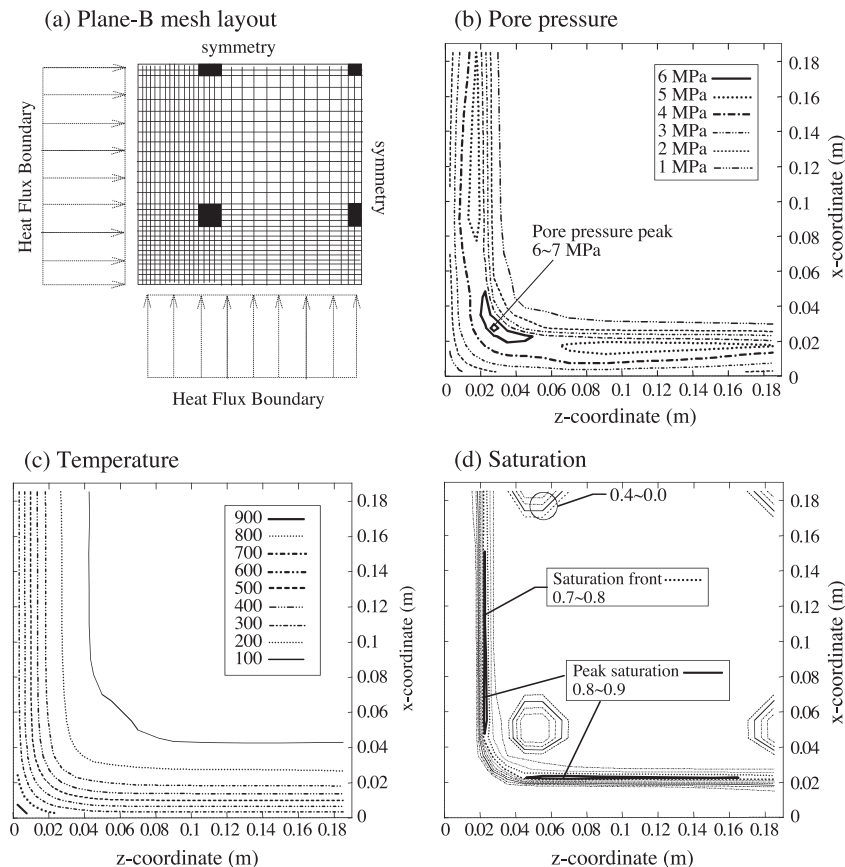 (a) Plane-B mesh layout
symmetry
Heat Flux Boundary
symmetry
Heat Flux Boundary
(b) Pore pressure
6 MPa
5 MPa
4 MPa
3 MPa
2 MPa
1 MPa
Pore pressure peak
6~7 MPa
0.18
0.16
0.14
0.12
0.1
0.08
0.06
0.04
0.02
0
x-coordinate (m)
0 0.02 0.04 0.06 0.08 0.1 0.12 0.14 0.16 0.18
z-coordinate (m)
(c) Temperature
900
800
700
600
500
400
300
200
100
0.18
0.16
0.14
0.12
0.1
0.08
0.06
0.04
0.02
0
x-coordinate (m)
0 0.02 0.04 0.06 0.08 0.1 0.12 0.14 0.16 0.18
z-coordinate (m)
(d) Saturation
0.4~0.0
Saturation front
0.7~0.8
Peak saturation
0.8~0.9
0.18
0.16
0.14
0.12
0.1
0.08
0.06
0.04
0.02
0
x-coordinate (m)
0 0.02 0.04 0.06 0.08 0.1 0.12 0.14 0.16 0.18
z-coordinate (m)